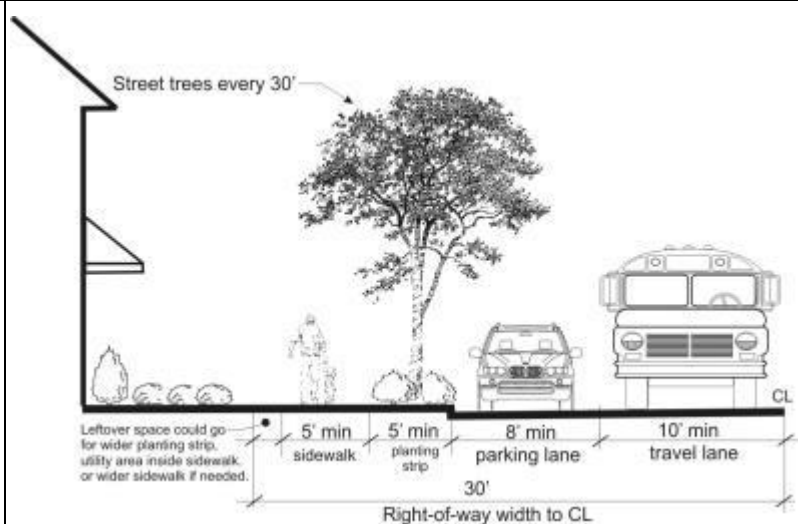 Street trees every 30'
CL
Leftover space could go
for wider planting strip,
utility area inside sidewalk,
or wider sidewalk if needed.
5' min
sidewalk
5' min
planting
strip
8' min
parking lane
10' min
travel lane
30'
Right-of-way width to CL